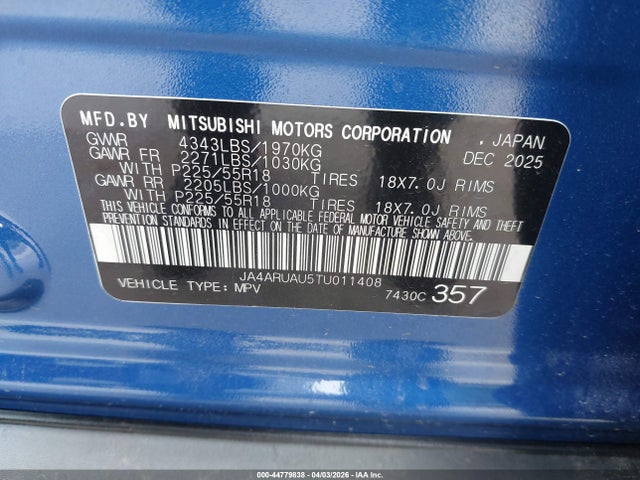 MFD.BY MITSUBISHI MOTORS CORPORATION , JAPAN
GVWR 4343LBS/1970KG DEC 2025
GAWR FR 2271LBS/1030KG
WITH P225/55R18 TIRES 18X7.0J RIMS
GAWR RR 2205LBS/1000KG
WITH P225/55R18 TIRES 18X7.0J RIMS
THIS VEHICLE CONFORMS TO ALL APPLICABLE FEDERAL MOTOR VEHICLE SAFETY AND THEFT
PREVENTION STANDARDS IN EFFECT ON THE DATE OF MANUFACTURE SHOWN ABOVE.
JA4ARUAU5TU011408
VEHICLE TYPE: MPV 7430C 357
000-44779838 - 04/03/2026 - IAA, Inc.